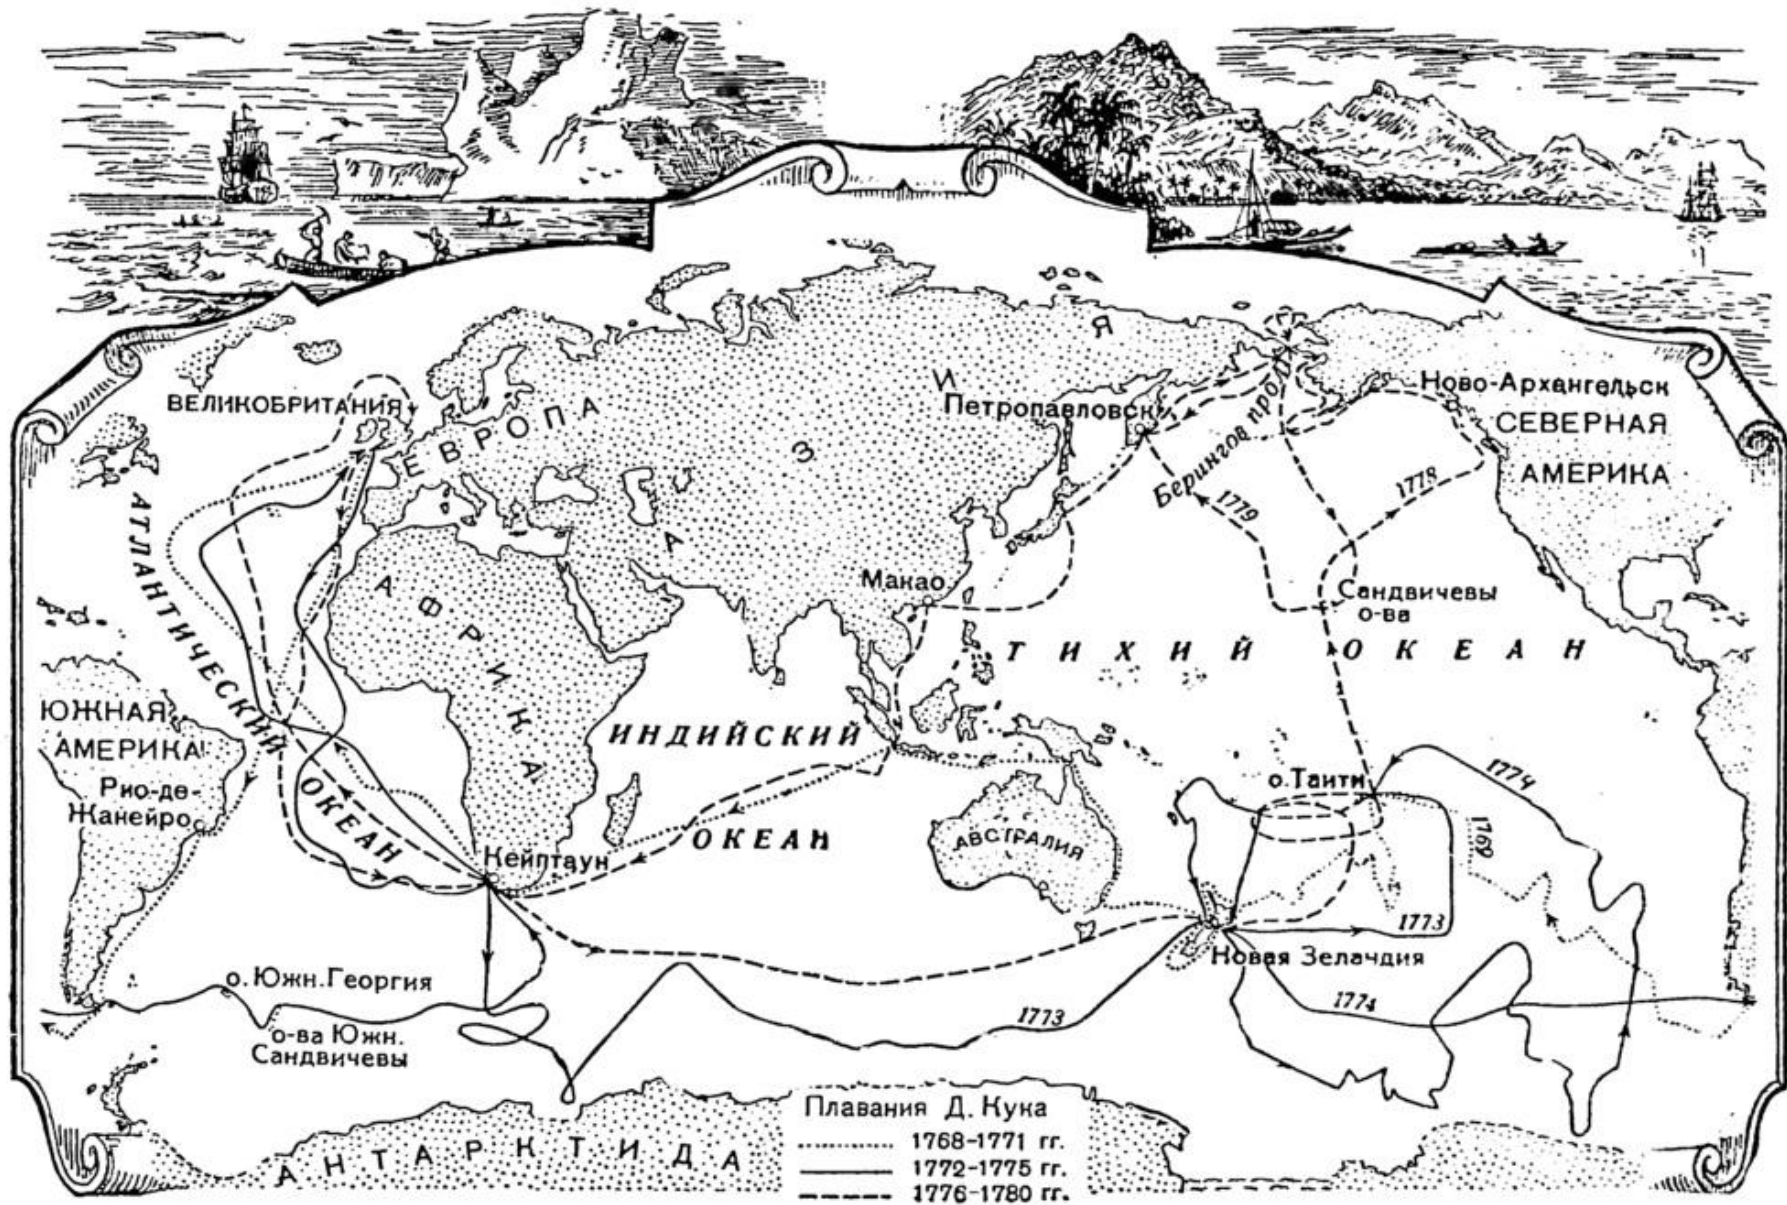 ВЕЛИКОБРИТАНИЯ
ЕВРОПА
АЗИЯ
Петропавловск
Берингов прол.
Ново-Архангельск
СЕВЕРНАЯ
АМЕРИКА
1778
1779
АТЛАНТИЧЕСКИЙ ОКЕАН
АФРИКА
Макао
Сандвичевы
о-ва
ТИХИЙ ОКЕАН
ЮЖНАЯ
АМЕРИКА
Рио-де-
Жанейро
ИНДИЙСКИЙ
ОКЕАН
о. Таити
1774
1769
АВСТРАЛИЯ
Кейптаун
1773
Новая Зелачдия
о. Южн. Георгия
о-ва Южн.
Сандвичевы
1773
1774
АНТАРКТИДА
Плавания Д. Кука
1768-1771 гг.
1772-1775 гг.
1776-1780 гг.